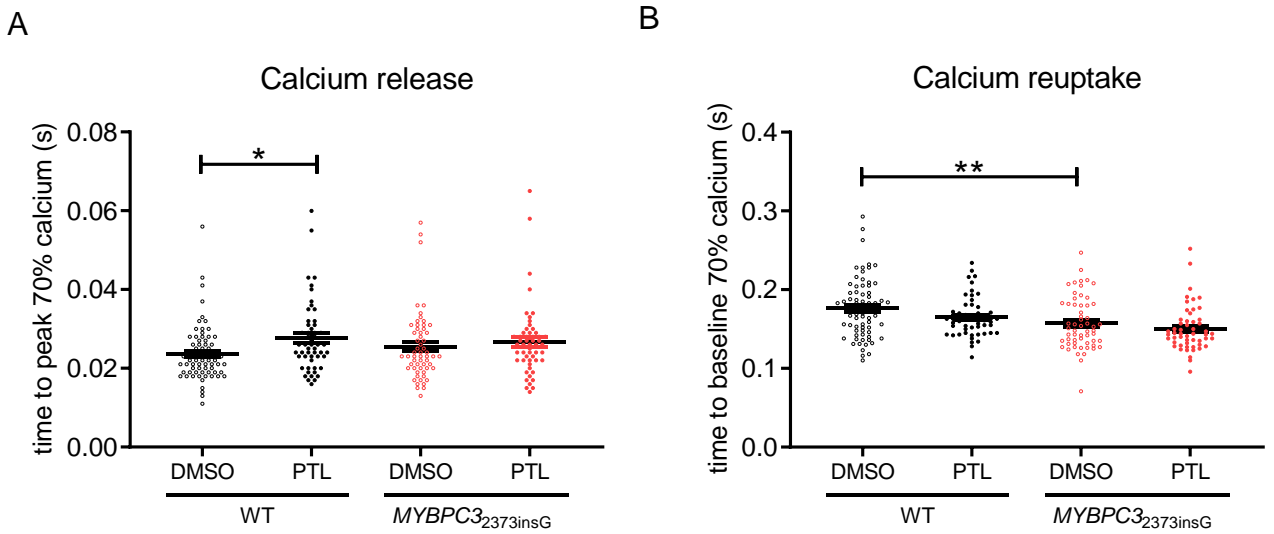 A
Calcium release
time to peak 70% calcium (s)
0.08
0.06
0.04
0.02
0.00
*
DMSO PTL DMSO PTL
WT MYBPC32373insG
B
Calcium reuptake
time to baseline 70% calcium (s)
0.4
0.3
0.2
0.1
0.0
**
DMSO PTL DMSO PTL
WT MYBPC32373insG